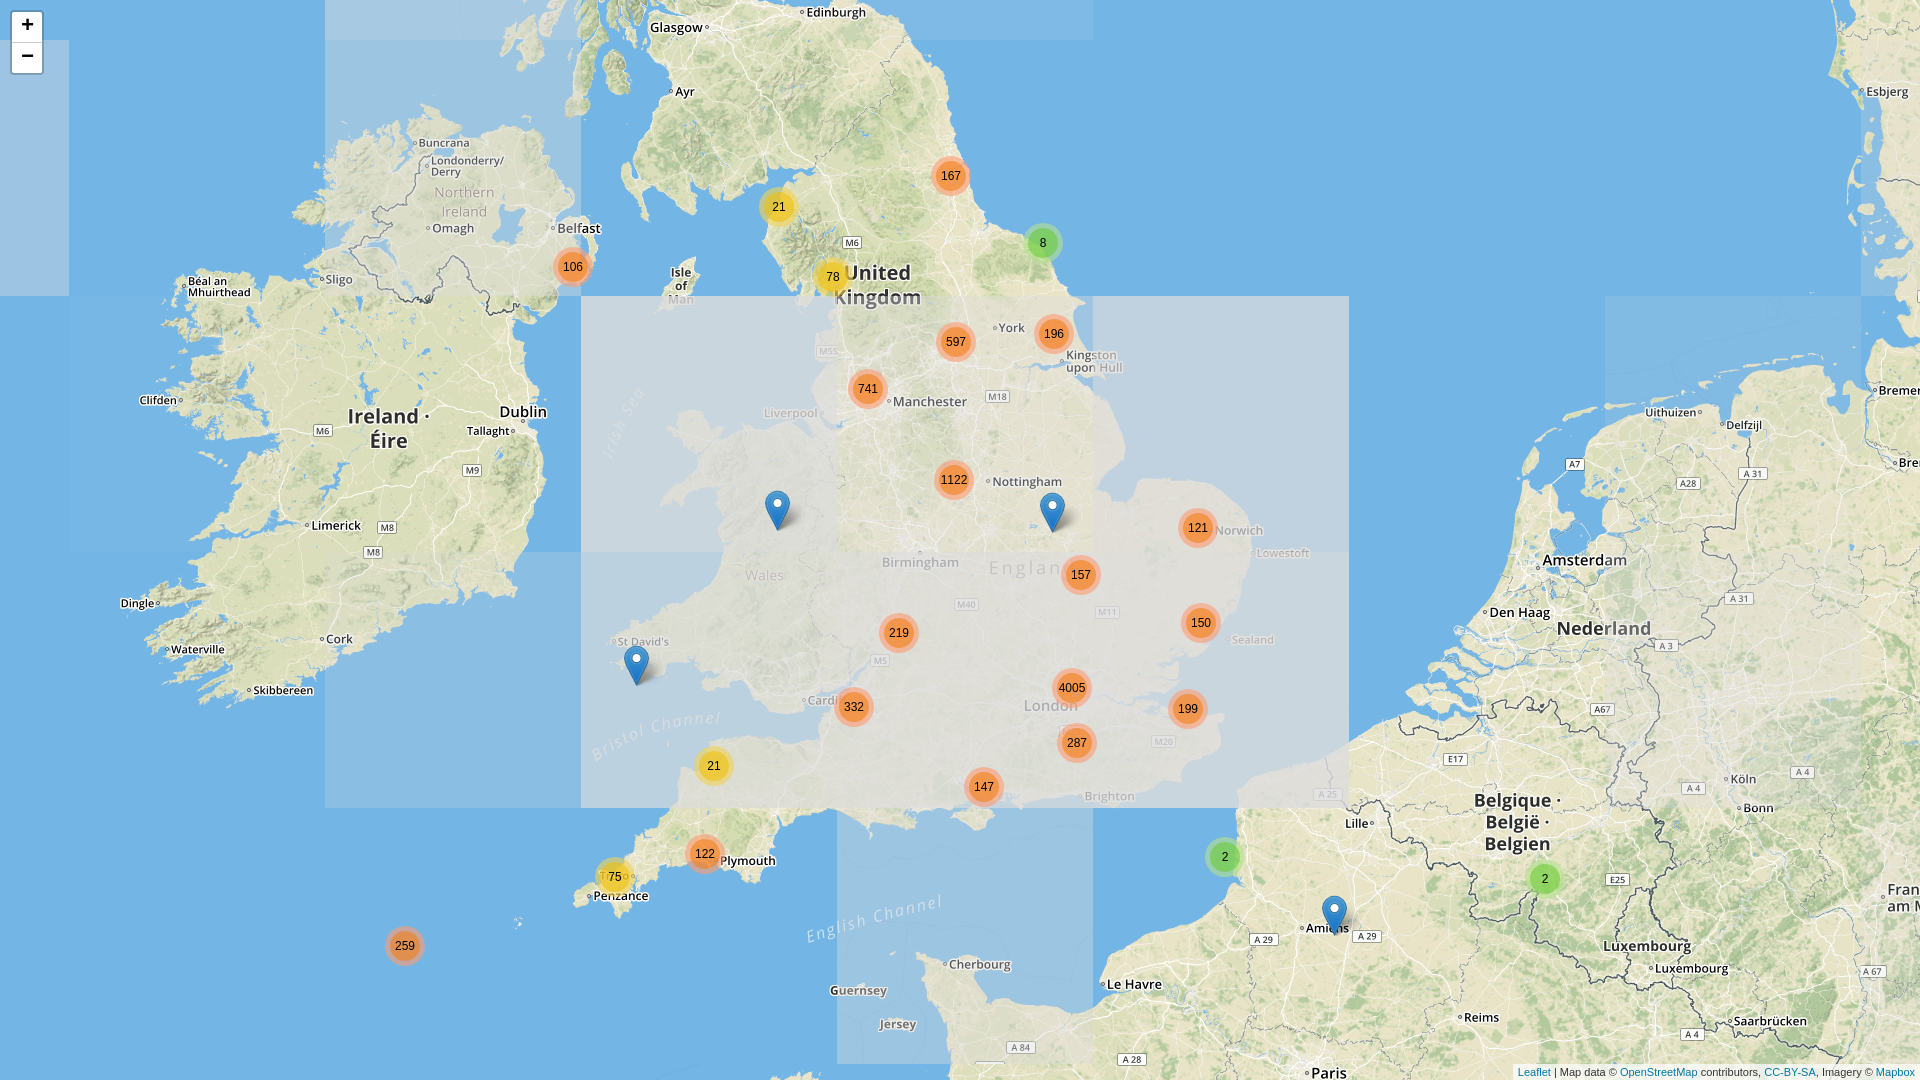 +
−
Edinburgh
Glasgow
Ayr
Esbjerg
Buncrana
Londonderry/
Derry
Northern
Ireland
Omagh
Belfast
167
21
8
M6
106
78
United
Kingdom
Isle
of
Man
Sligo
Béal an
Mhuirthead
York
196
597
Kingston
upon Hull
M55
741
Manchester
M18
Liverpool
Irish Sea
Clifden
Ireland ·
Éire
Dublin
Tallaght
M6
M9
Uithuizen
Delfzijl
A7
A 31
A28
1122
Nottingham
Limerick
M8
M8
121
Norwich
Lowestoft
Birmingham
Amsterdam
Wales
157
Dingle
M40
M11
A 31
Den Haag
Nederland
219
150
Sealand
St David's
Cork
Waterville
M5
A 3
Skibbereen
4005
London
199
332
A67
Bristol Channel
287
M20
E17
21
147
Brighton
A 25
Köln
A 4
A 4
Bonn
Belgique ·
België ·
Belgien
Lille
122
Plymouth
2
75
Penzance
2
E25
English Channel
Amiens
A 29
A 29
259
Luxembourg
Luxembourg
A 67
Cherbourg
Le Havre
Guernsey
Jersey
Reims
Saarbrücken
A 4
A 84
A 28
Paris
Leaflet | Map data © OpenStreetMap contributors, CC-BY-SA, Imagery © Mapbox